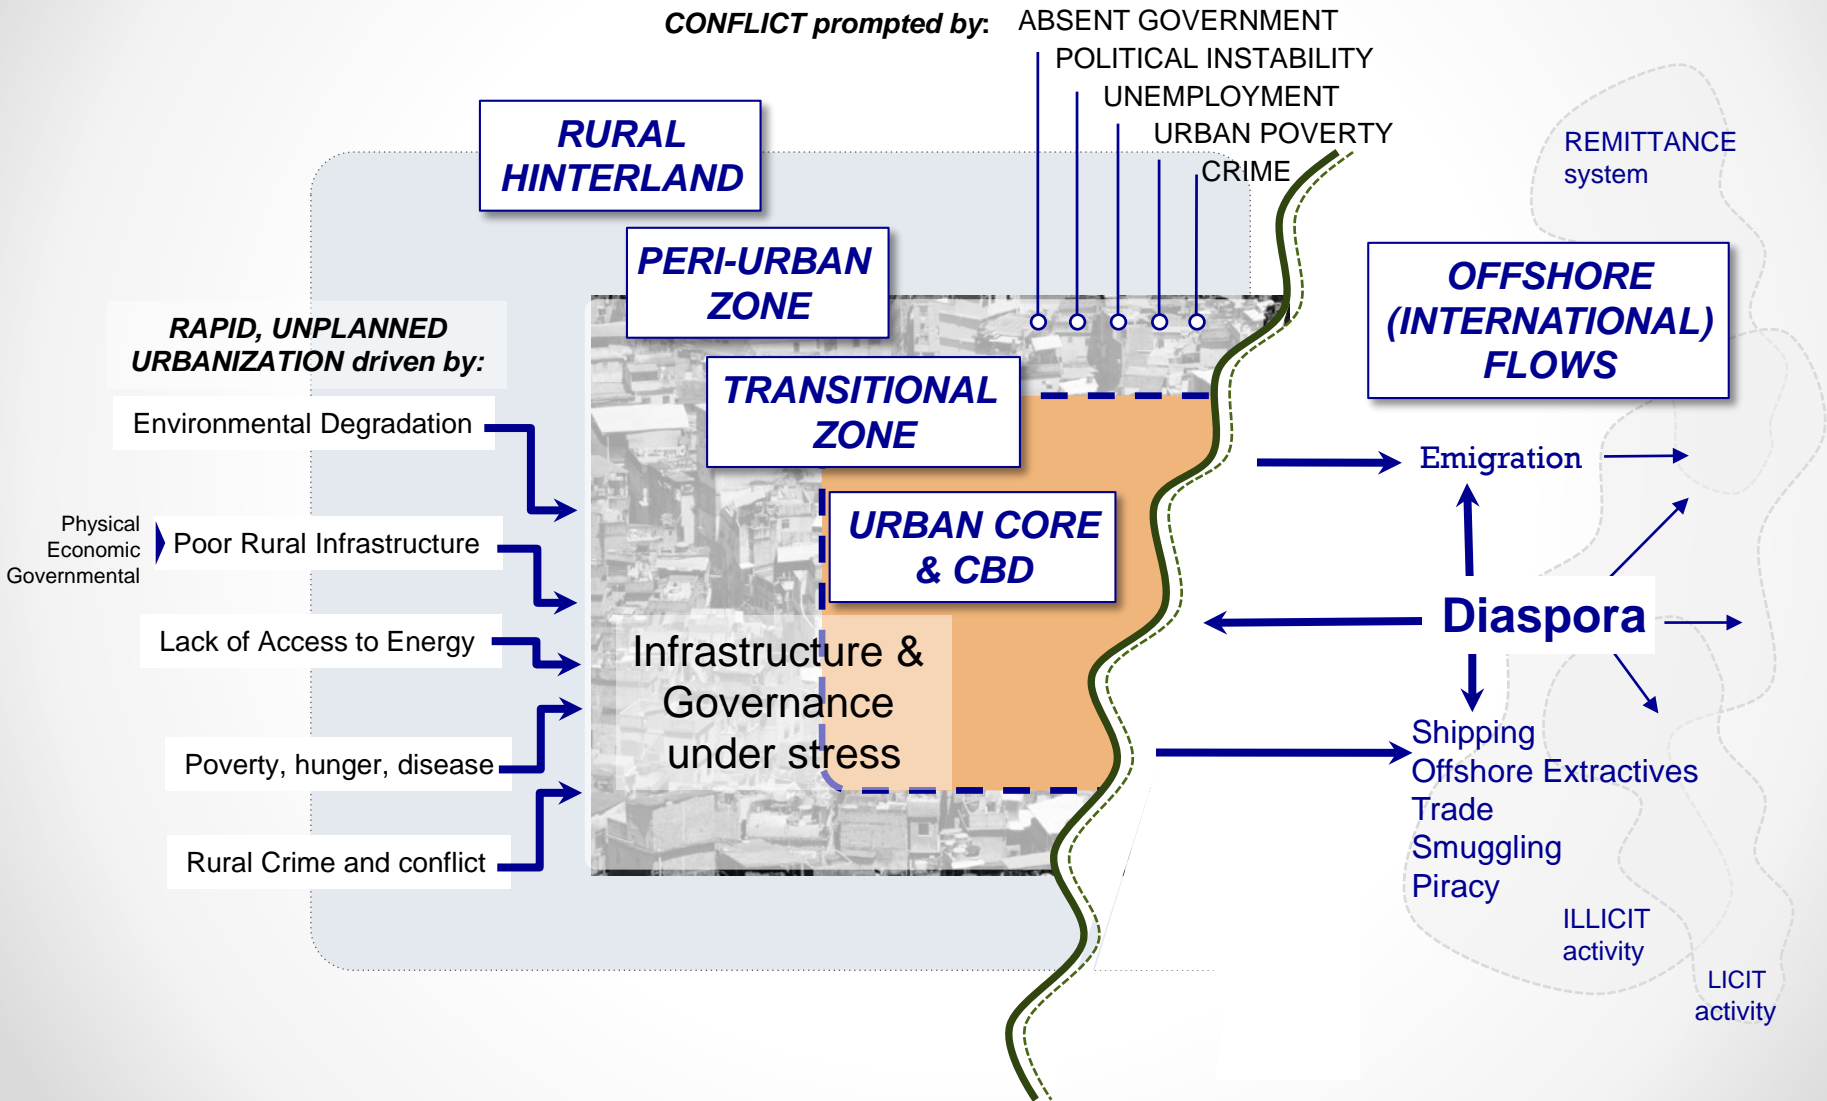 CONFLICT prompted by:
ABSENT GOVERNMENT
POLITICAL INSTABILITY
UNEMPLOYMENT
URBAN POVERTY
CRIME
RURAL
HINTERLAND
PERI-URBAN
ZONE
TRANSITIONAL
ZONE
URBAN CORE
& CBD
RAPID, UNPLANNED
URBANIZATION driven by:
Environmental Degradation
Physical
Economic
Governmental
Poor Rural Infrastructure
Lack of Access to Energy
Poverty, hunger, disease
Rural Crime and conflict
Infrastructure &
Governance
under stress
REMITTANCE
system
OFFSHORE
(INTERNATIONAL)
FLOWS
Emigration
Diaspora
Shipping
Offshore Extractives
Trade
Smuggling
Piracy
ILLICIT
activity
LICIT
activity